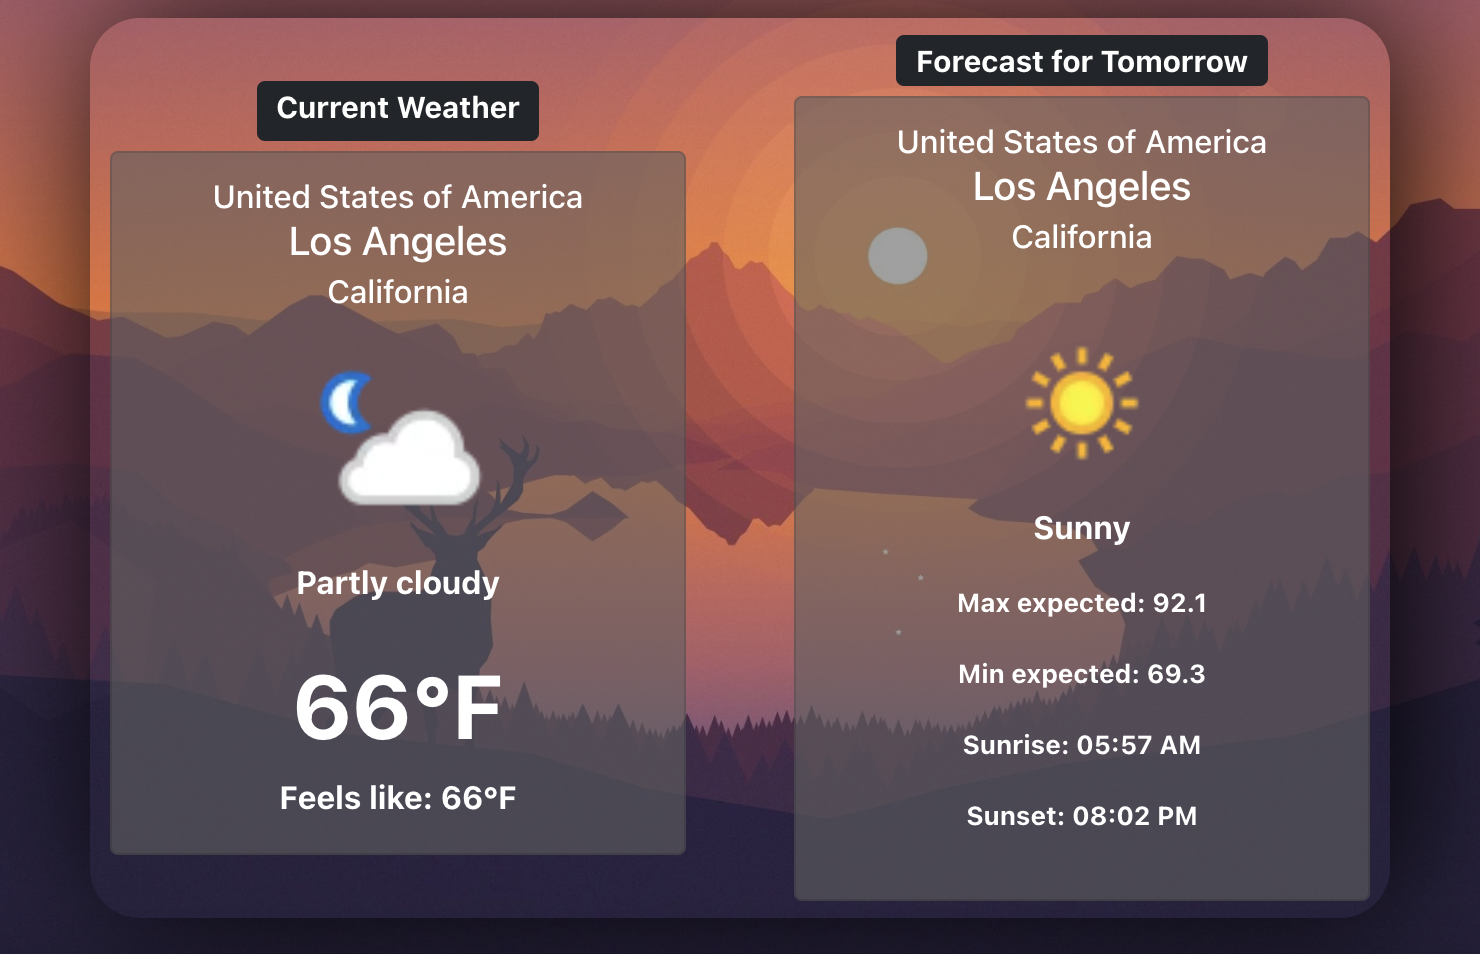 Current Weather
United States of America
Los Angeles
California
Partly cloudy
66°F
Feels like: 66°F
Forecast for Tomorrow
United States of America
Los Angeles
California
Sunny
Max expected: 92.1
Min expected: 69.3
Sunrise: 05:57 AM
Sunset: 08:02 PM